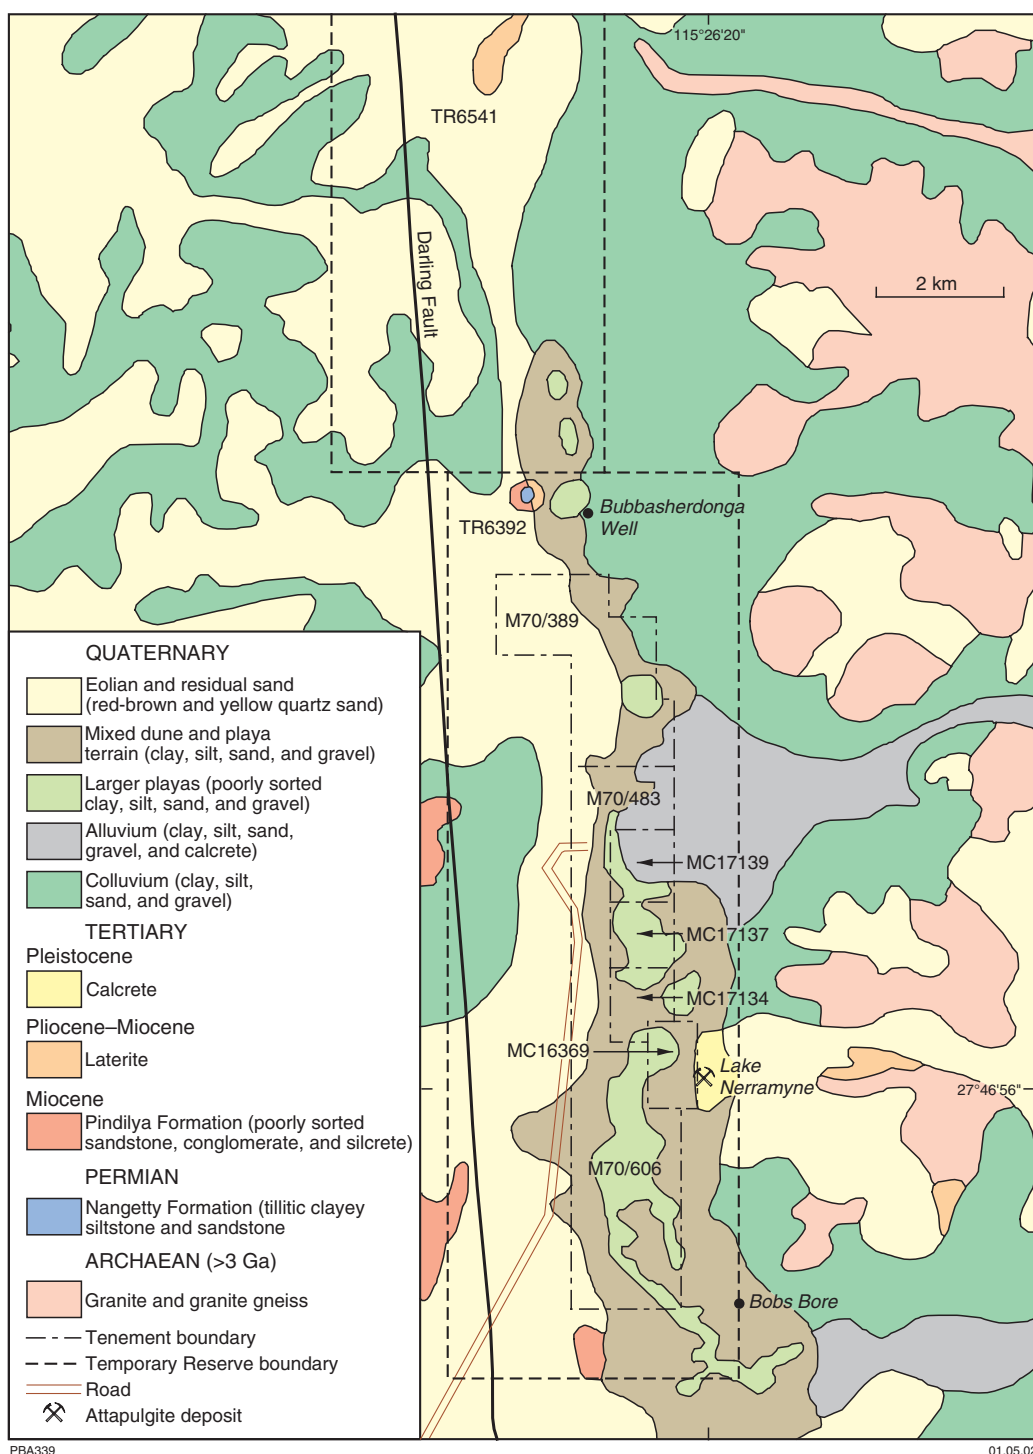 115°26'20"
TR6541
Darling Fault
2 km
Bubbasherdonga
Well
TR6392
M70/389
M70/483
MC17139
MC17137
MC17134
MC16369
Lake
Nerramyne
27°46'56"
M70/606
Bobs Bore
QUATERNARY
Eolian and residual sand
(red-brown and yellow quartz sand)
Mixed dune and playa
terrain (clay, silt, sand, and gravel)
Larger playas (poorly sorted
clay, silt, sand, and gravel)
Alluvium (clay, silt, sand,
gravel, and calcrete)
Colluvium (clay, silt,
sand, and gravel)
TERTIARY
Pleistocene
Calcrete
Pliocene–Miocene
Laterite
Miocene
Pindilya Formation (poorly sorted
sandstone, conglomerate, and silcrete)
PERMIAN
Nangetty Formation (tillitic clayey
siltstone and sandstone
ARCHAEAN (>3 Ga)
Granite and granite gneiss
Tenement boundary
Temporary Reserve boundary
Road
Attapulgite deposit
PBA339